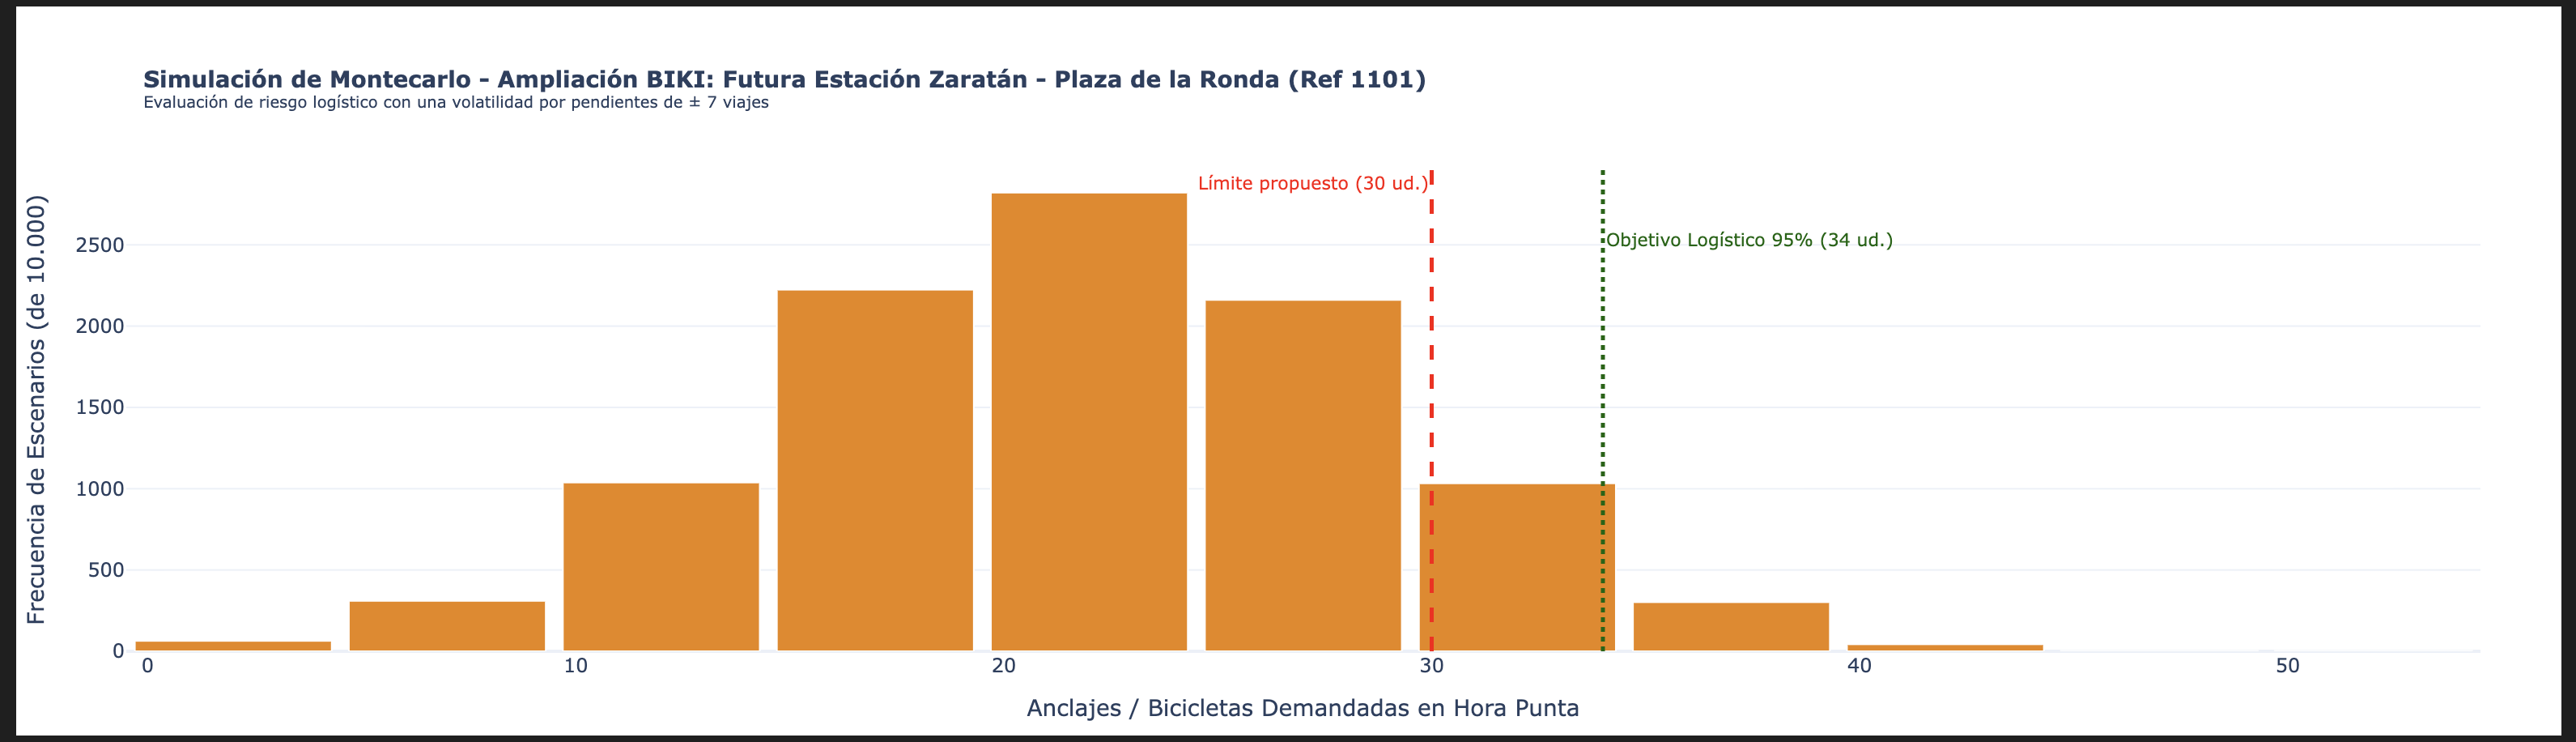 Simulación de Montecarlo - Ampliación BIKI: Futura Estación Zaratán - Plaza de la Ronda (Ref 1101)
Evaluación de riesgo logístico con una volatilidad por pendientes de ± 7 viajes
Límite propuesto (30 ud.)
Objetivo Logístico 95% (34 ud.)
Frecuencia de Escenarios (de 10.000)
2500
2000
1500
1000
500
0
0 10 20 30 40 50
Anclajes / Bicicletas Demandadas en Hora Punta